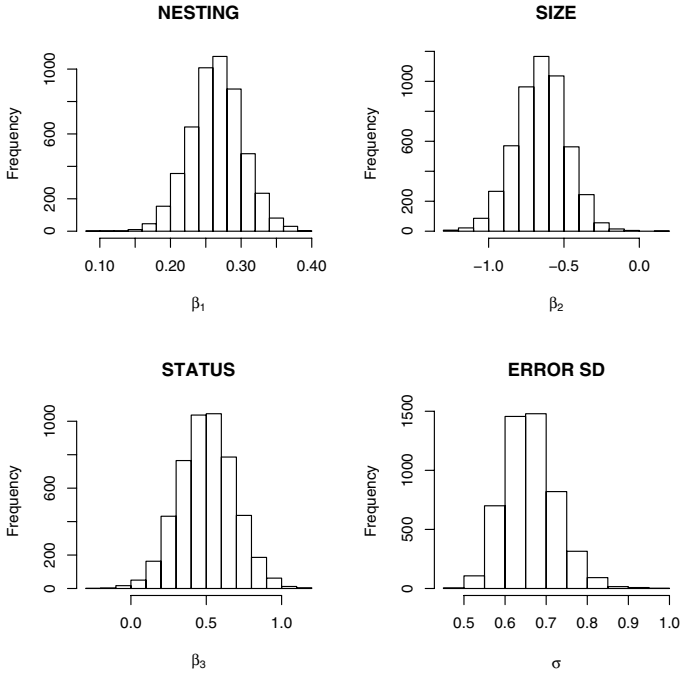 NESTING
Frequency
0 200 600 1000
0.10 0.20 0.30 0.40
β1
SIZE
Frequency
0 200 600 1000
−1.0 −0.5 0.0
β2
STATUS
Frequency
0 200 600 1000
0.0 0.5 1.0
β3
ERROR SD
Frequency
0 500 1000 1500
0.5 0.6 0.7 0.8 0.9 1.0
σ